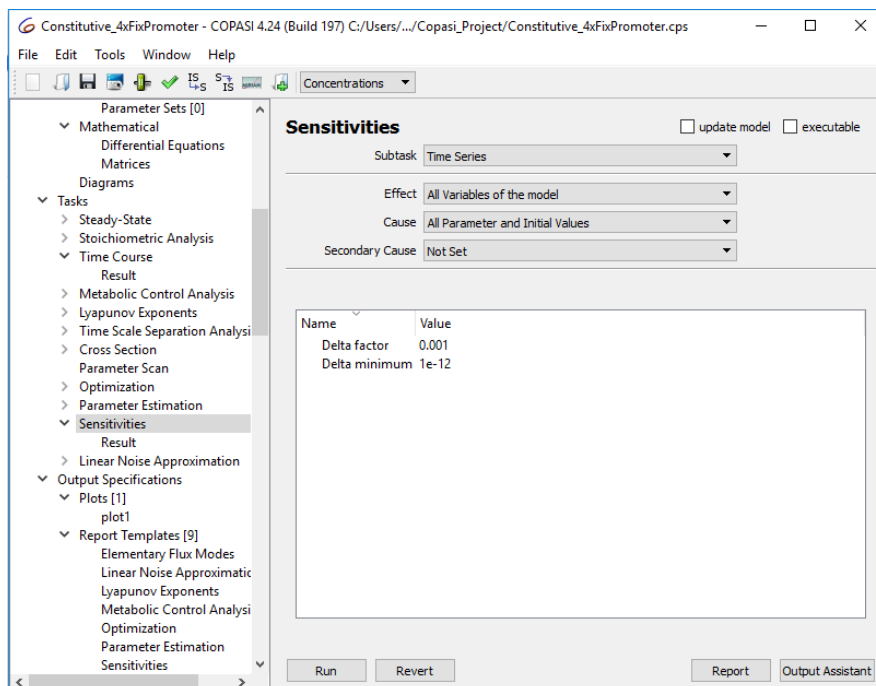 Constitutive_4xFixPromoter - COPASI 4.24 (Build 197) C:/Users/.../Copasi_Project/Constitutive_4xFixPromoter.cps
File Edit Tools Window Help
Concentrations
Parameter Sets [0]
Mathematical
Differential Equations
Matrices
Diagrams
Tasks
Steady-State
Stoichiometric Analysis
Time Course
Result
Metabolic Control Analysis
Lyapunov Exponents
Time Scale Separation Analysi
Cross Section
Parameter Scan
Optimization
Parameter Estimation
Sensitivities
Result
Linear Noise Approximation
Output Specifications
Plots [1]
plot1
Report Templates [9]
Elementary Flux Modes
Linear Noise Approximatic
Lyapunov Exponents
Metabolic Control Analysi
Optimization
Parameter Estimation
Sensitivities
Sensitivities
update model executable
Subtask Time Series
Effect All Variables of the model
Cause All Parameter and Initial Values
Secondary Cause Not Set
Name Value
Delta factor 0.001
Delta minimum 1e-12
Run Revert Report Output Assistant